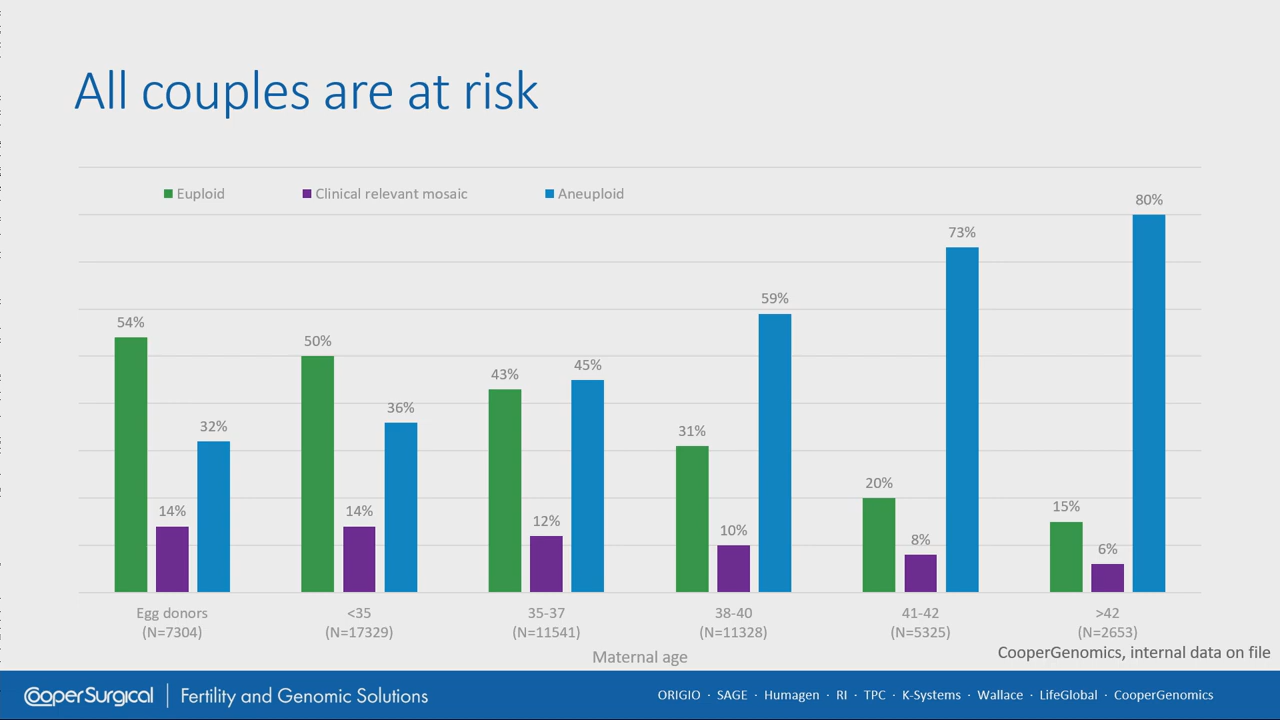 All couples are at risk
Euploid Clinical relevant mosaic Aneuploid
54% 14% 32%
50% 14% 36%
43% 12% 45%
31% 10% 59%
20% 8% 73%
15% 6% 80%
Egg donors <35 35-37 38-40 41-42 >42
(N=7304) (N=17329) (N=11541) (N=11328) (N=5325) (N=2653)
Maternal age
CooperGenomics, internal data on file
CooperSurgical | Fertility and Genomic Solutions
ORIGIO · SAGE · Humagen · RI · TPC · K-Systems · Wallace · LifeGlobal · CooperGenomics